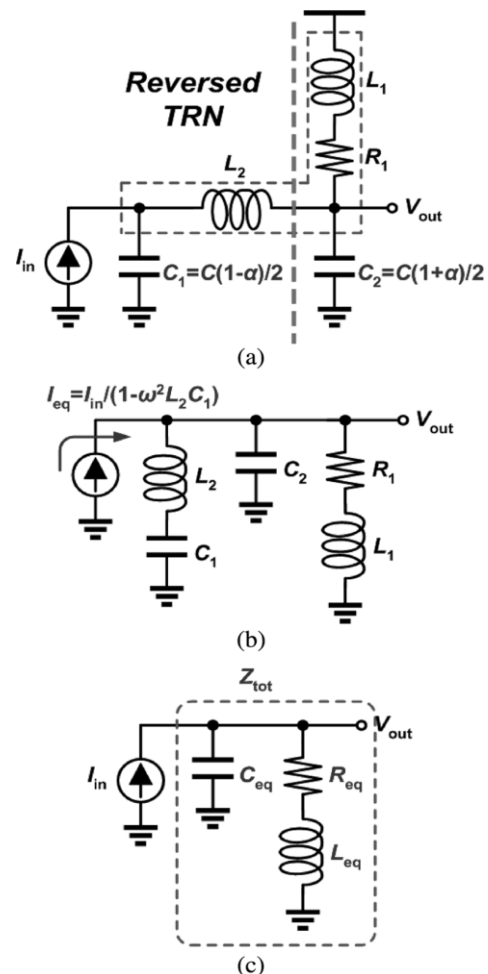 Reversed
TRN
L₁
R₁
L₂
Vout
Iin
C₁=C(1-α)/2
C₂=C(1+α)/2
(a)
Ieq=Iin/(1-ω²L₂C₁)
Vout
L₂
C₂
R₁
C₁
L₁
(b)
Ztot
Vout
Iin
Ceq
Req
Leq
(c)